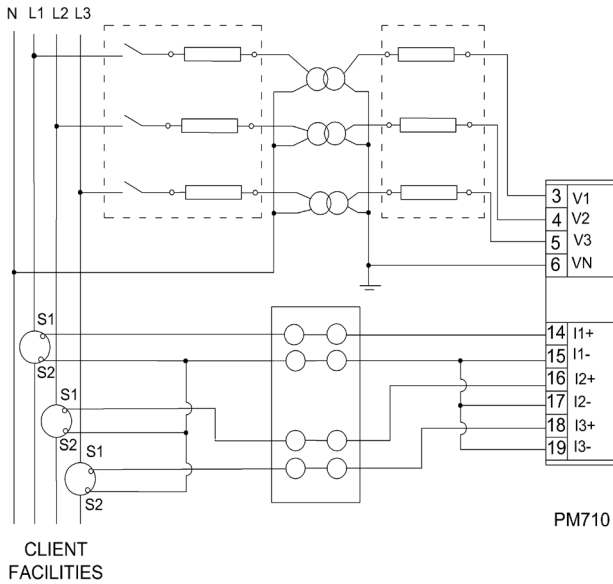 N L1 L2 L3
3 V1
4 V2
5 V3
6 VN
S1
S2
S1
S2
S1
S2
14 I1+
15 I1-
16 I2+
17 I2-
18 I3+
19 I3-
PM710
CLIENT
FACILITIES